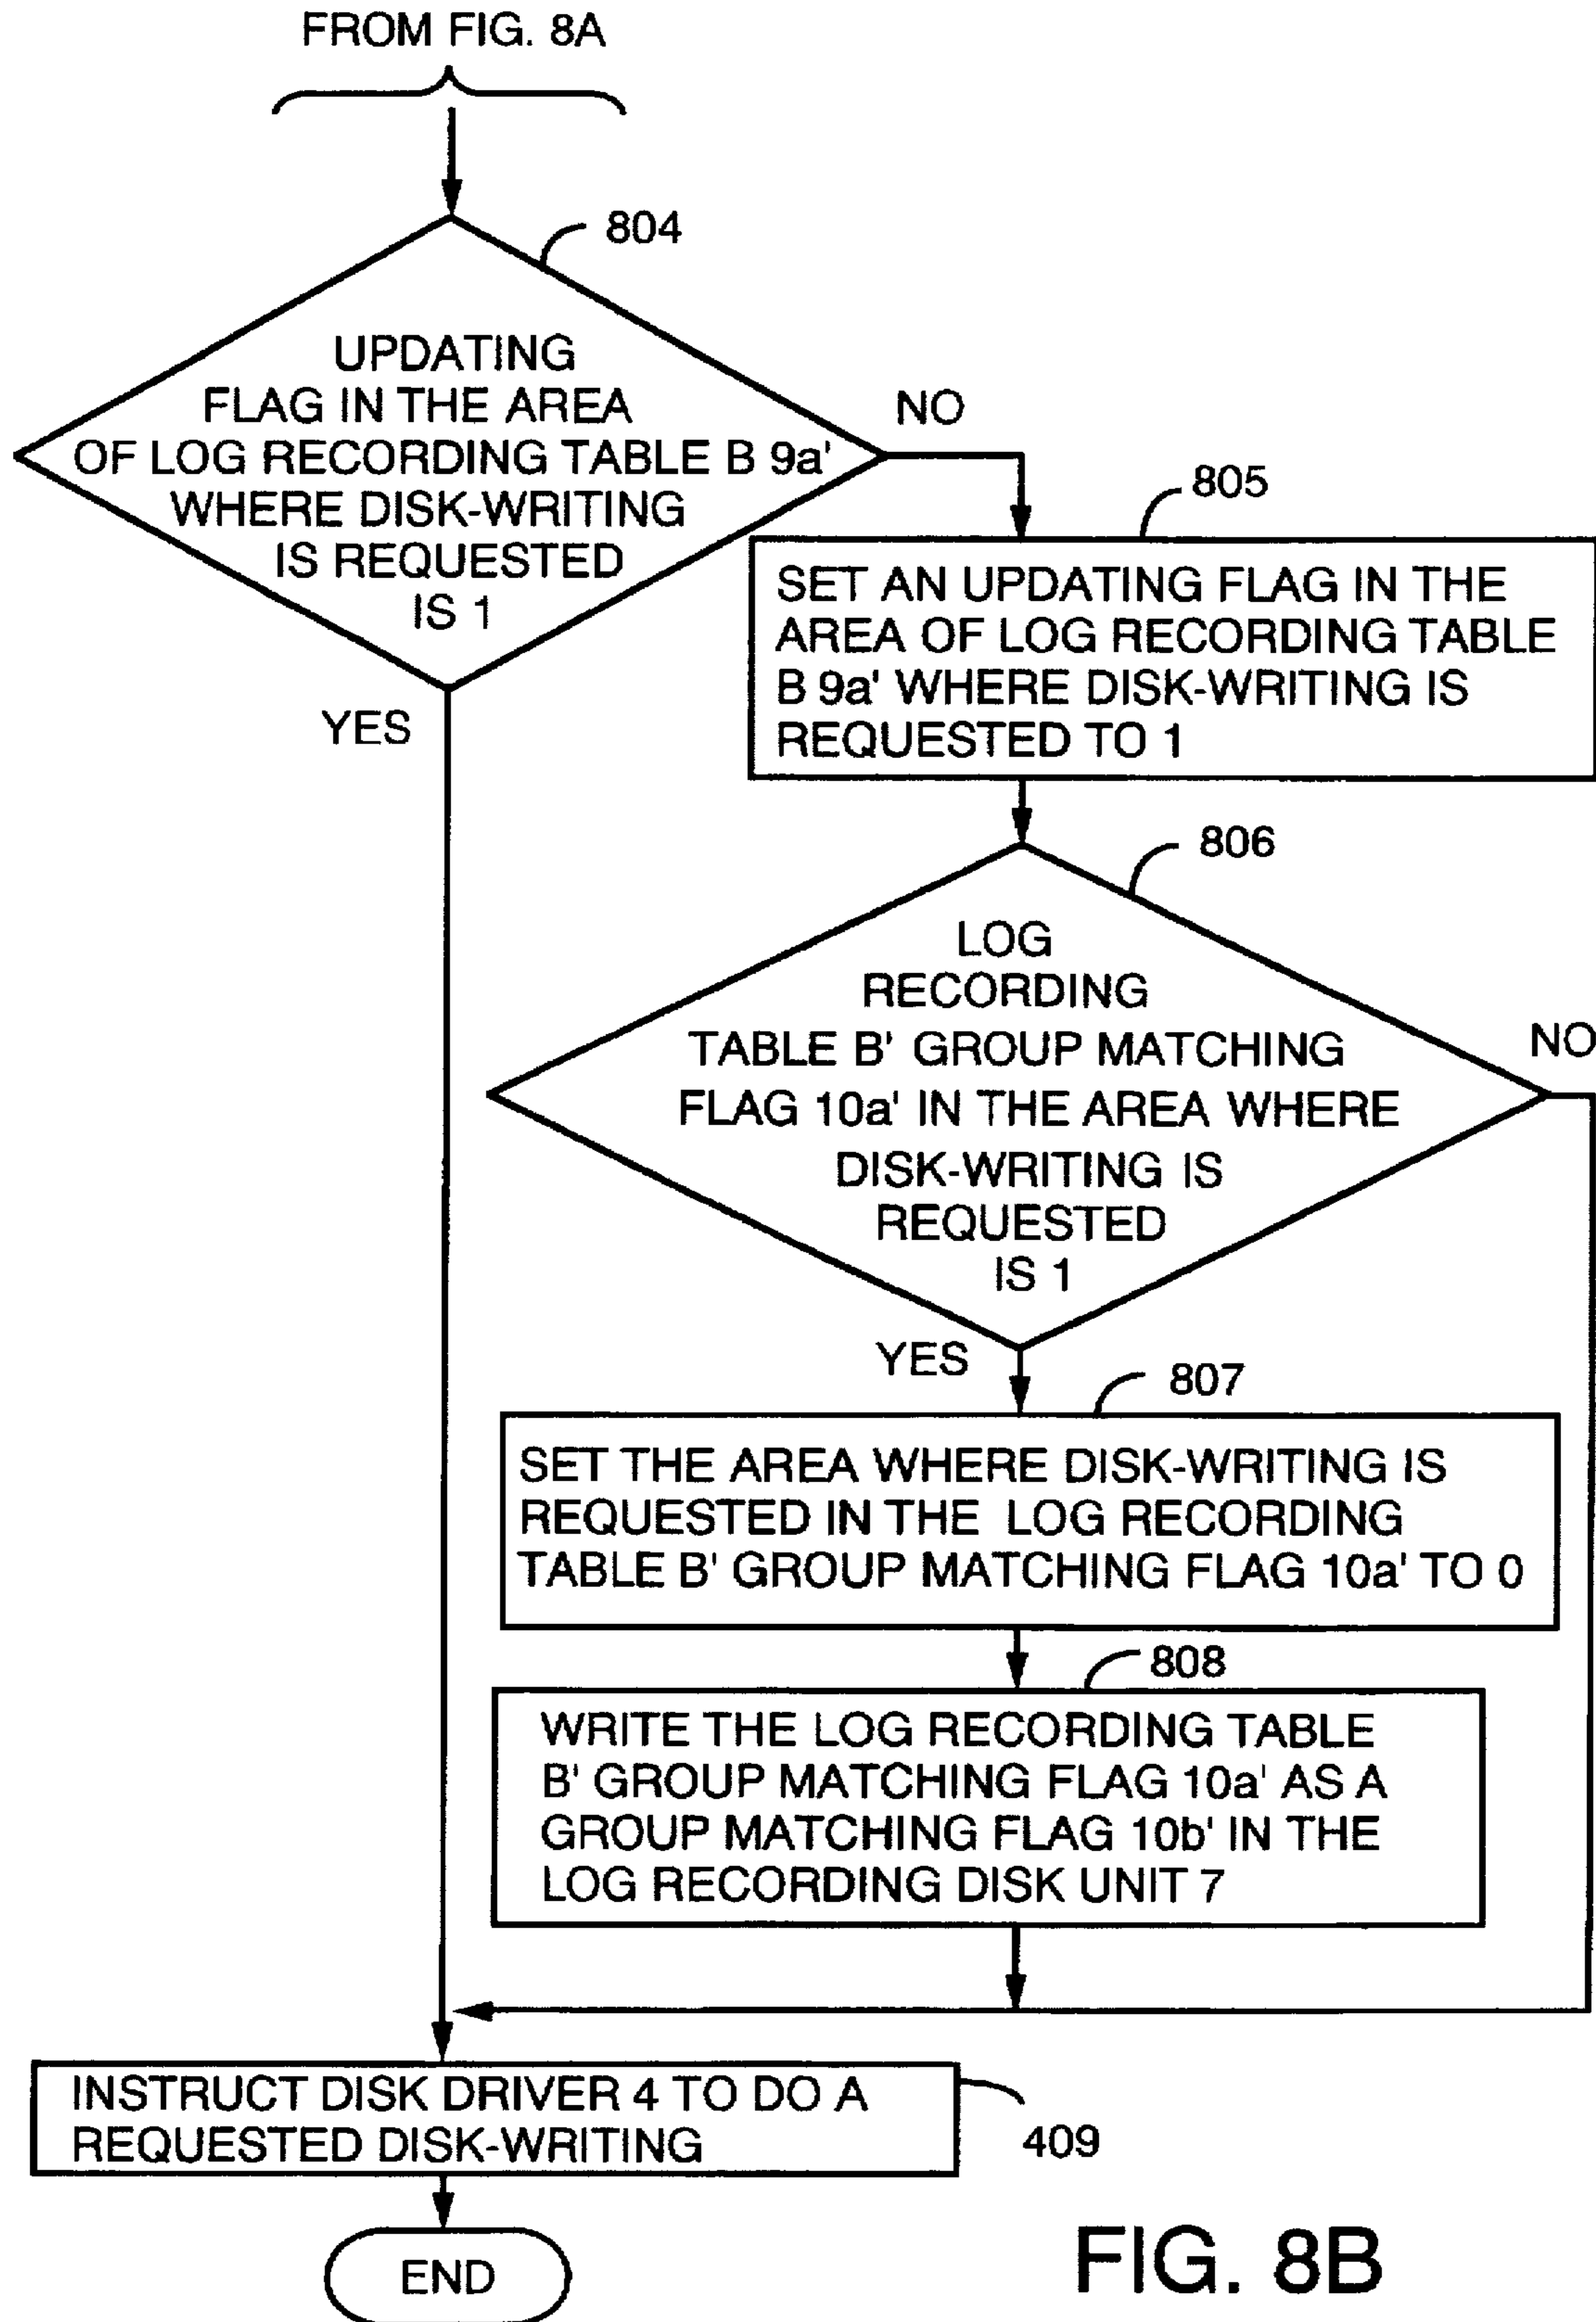 FROM FIG. 8A
804
UPDATING
FLAG IN THE AREA
OF LOG RECORDING TABLE B 9a'
WHERE DISK-WRITING
IS REQUESTED
IS 1
NO
YES
805
SET AN UPDATING FLAG IN THE
AREA OF LOG RECORDING TABLE
B 9a' WHERE DISK-WRITING IS
REQUESTED TO 1
806
LOG
RECORDING
TABLE B' GROUP MATCHING
FLAG 10a' IN THE AREA WHERE
DISK-WRITING IS
REQUESTED
IS 1
NO
YES
807
SET THE AREA WHERE DISK-WRITING IS
REQUESTED IN THE LOG RECORDING
TABLE B' GROUP MATCHING FLAG 10a' TO 0
808
WRITE THE LOG RECORDING TABLE
B' GROUP MATCHING FLAG 10a' AS A
GROUP MATCHING FLAG 10b' IN THE
LOG RECORDING DISK UNIT 7
INSTRUCT DISK DRIVER 4 TO DO A
REQUESTED DISK-WRITING
409
END
FIG. 8B